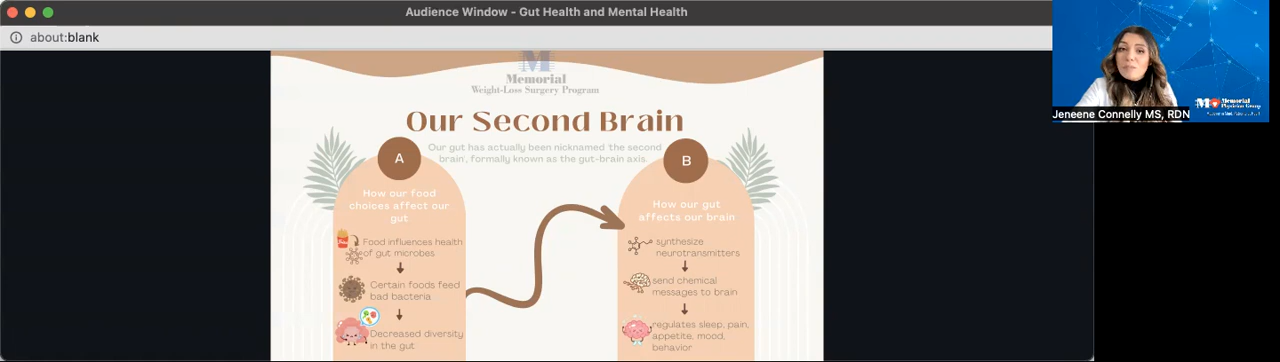 Audience Window - Gut Health and Mental Health
about:blank
Memorial
Weight-Loss Surgery Program
Our Second Brain
Our gut has actually been nicknamed 'the second
brain', formally known as the gut-brain axis.
A
How our food
choices affect our
gut
Food influences health
of gut microbes
Certain foods feed
bad bacteria
Decreased diversity
in the gut
B
How our gut
affects our brain
synthesize
neurotransmitters
send chemical
messages to brain
regulates sleep, pain,
appetite, mood,
behavior
Memorial
Physician Group
Jeneene Connelly MS, RDN